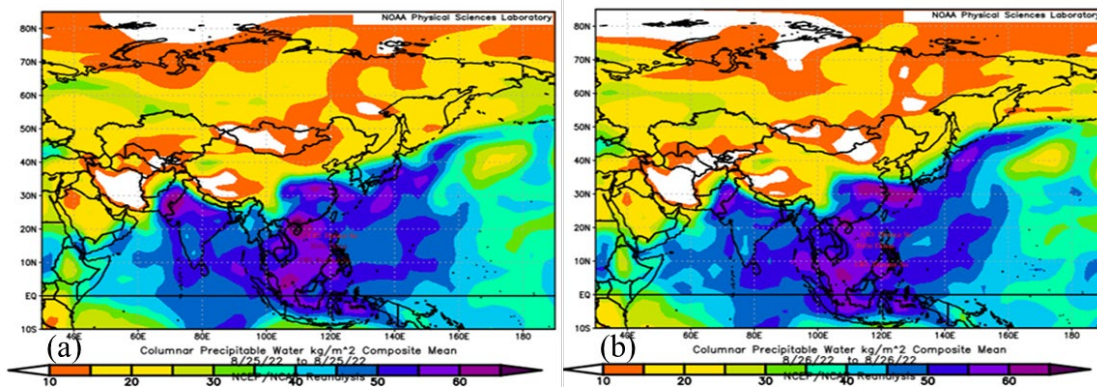 NOAA Physical Sciences Laboratory
80N
70N
60N
50N
40N
30N
20N
10N
EQ
10S
40E 60E 80E 100E 120E 140E 160E 180
(a)
Columnar Precipitable Water kg/m^2 Composite Mean
8/25/22 to 8/25/22
NCEP/NCAR Reanalysis
10 20 30 40 50 60
NOAA Physical Sciences Laboratory
80N
70N
60N
50N
40N
30N
20N
10N
EQ
10S
40E 60E 80E 100E 120E 140E 160E 180
(b)
Columnar Precipitable Water kg/m^2 Composite Mean
8/26/22 to 8/26/22
NCEP/NCAR Reanalysis
10 20 30 40 50 60